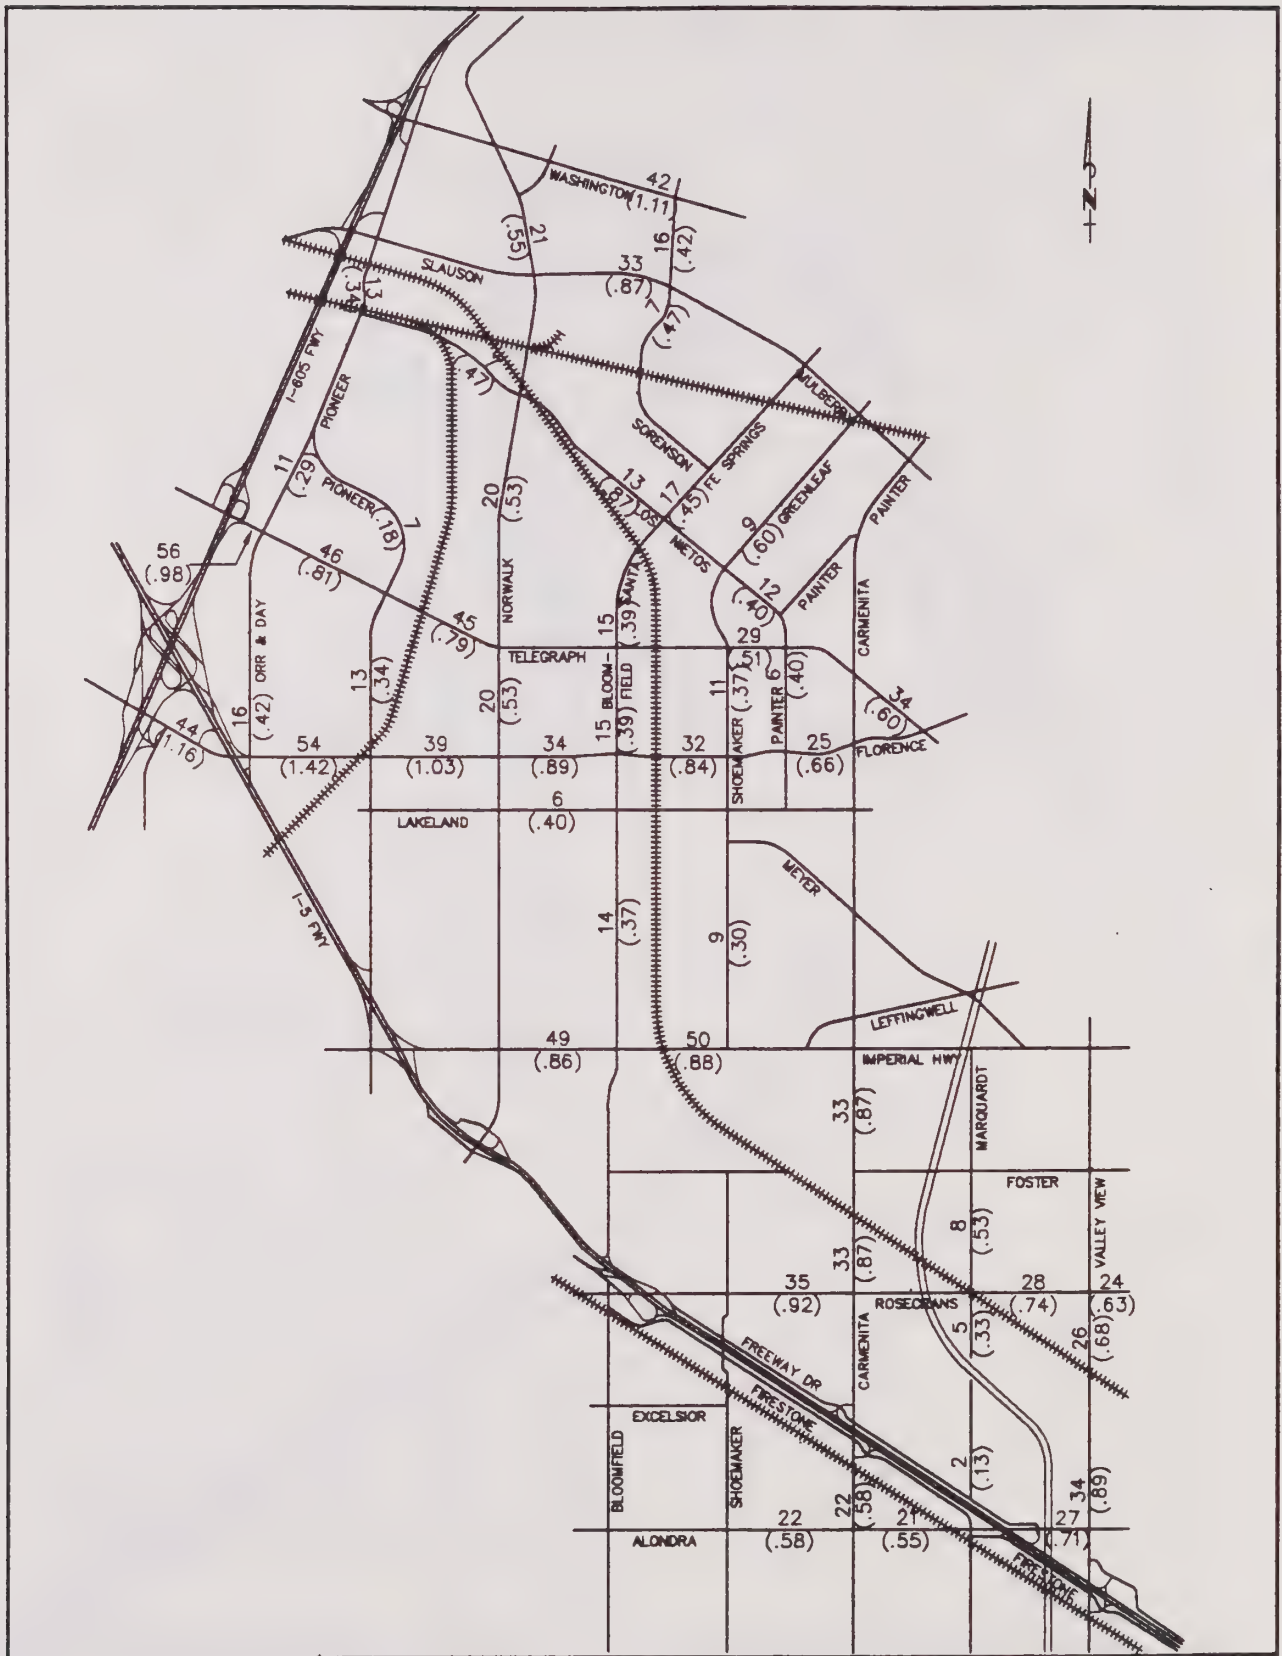 N
WASHINGTON
42
(1.11)
21
(.55)
16
(.42)
SLAUSON
33
(.87)
13
(.34)
7
(.47)
I-605 FWY
PIONEER
(.47)
MULBERRY
SORENSON
SANTA FE SPRINGS
11
(.29)
PIONEER
7
(.18)
20
(.53)
13
(.87)
LOS NIETOS
17
(.45)
GREENLEAF
9
(.60)
PAINTER
56
(.98)
46
(.81)
NORWALK
PAINTER
12
(.40)
CARMENITA
45
(.79)
15
(.39)
29
(.51)
TELEGRAPH
ORR & DAY
13
(.34)
20
(.53)
BLOOM-
FIELD
11
(.37)
PAINTER
6
(.40)
16
(.42)
15
(.39)
SHOEMAKER
34
(.60)
44
(1.16)
54
(1.42)
39
(1.03)
34
(.89)
32
(.84)
25
(.66)
FLORENCE
LAKELAND
6
(.40)
MEYER
I-5 FWY
14
(.37)
9
(.30)
LEFFINGWELL
49
(.86)
50
(.88)
IMPERIAL HWY
33
(.87)
MARQUARDT
FOSTER
8
(.53)
VALLEY VIEW
33
(.87)
35
(.92)
ROSECRANS
28
(.74)
24
(.63)
5
(.33)
26
(.68)
FREEWAY DR
CARMENITA
FIRESTONE
EXCELSIOR
BLOOMFIELD
SHOEMAKER
2
(.13)
34
(.89)
22
(.58)
ALONDRA
22
(.58)
21
(.55)
27
(.71)
FIRESTONE